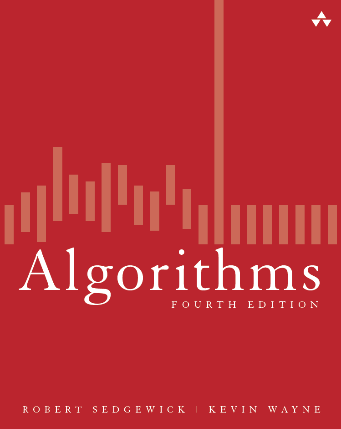 Algorithms
FOURTH EDITION
ROBERT SEDGEWICK | KEVIN WAYNE